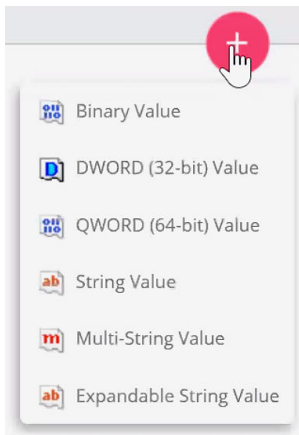 Binary Value
DWORD (32-bit) Value
QWORD (64-bit) Value
String Value
Multi-String Value
Expandable String Value